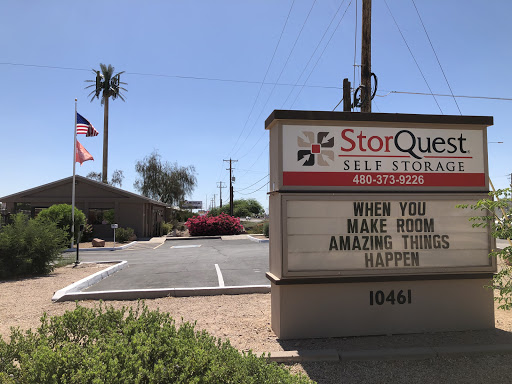 StorQuest
SELF STORAGE
480-373-9226
WHEN YOU
MAKE ROOM
AMAZING THINGS
HAPPEN
10461